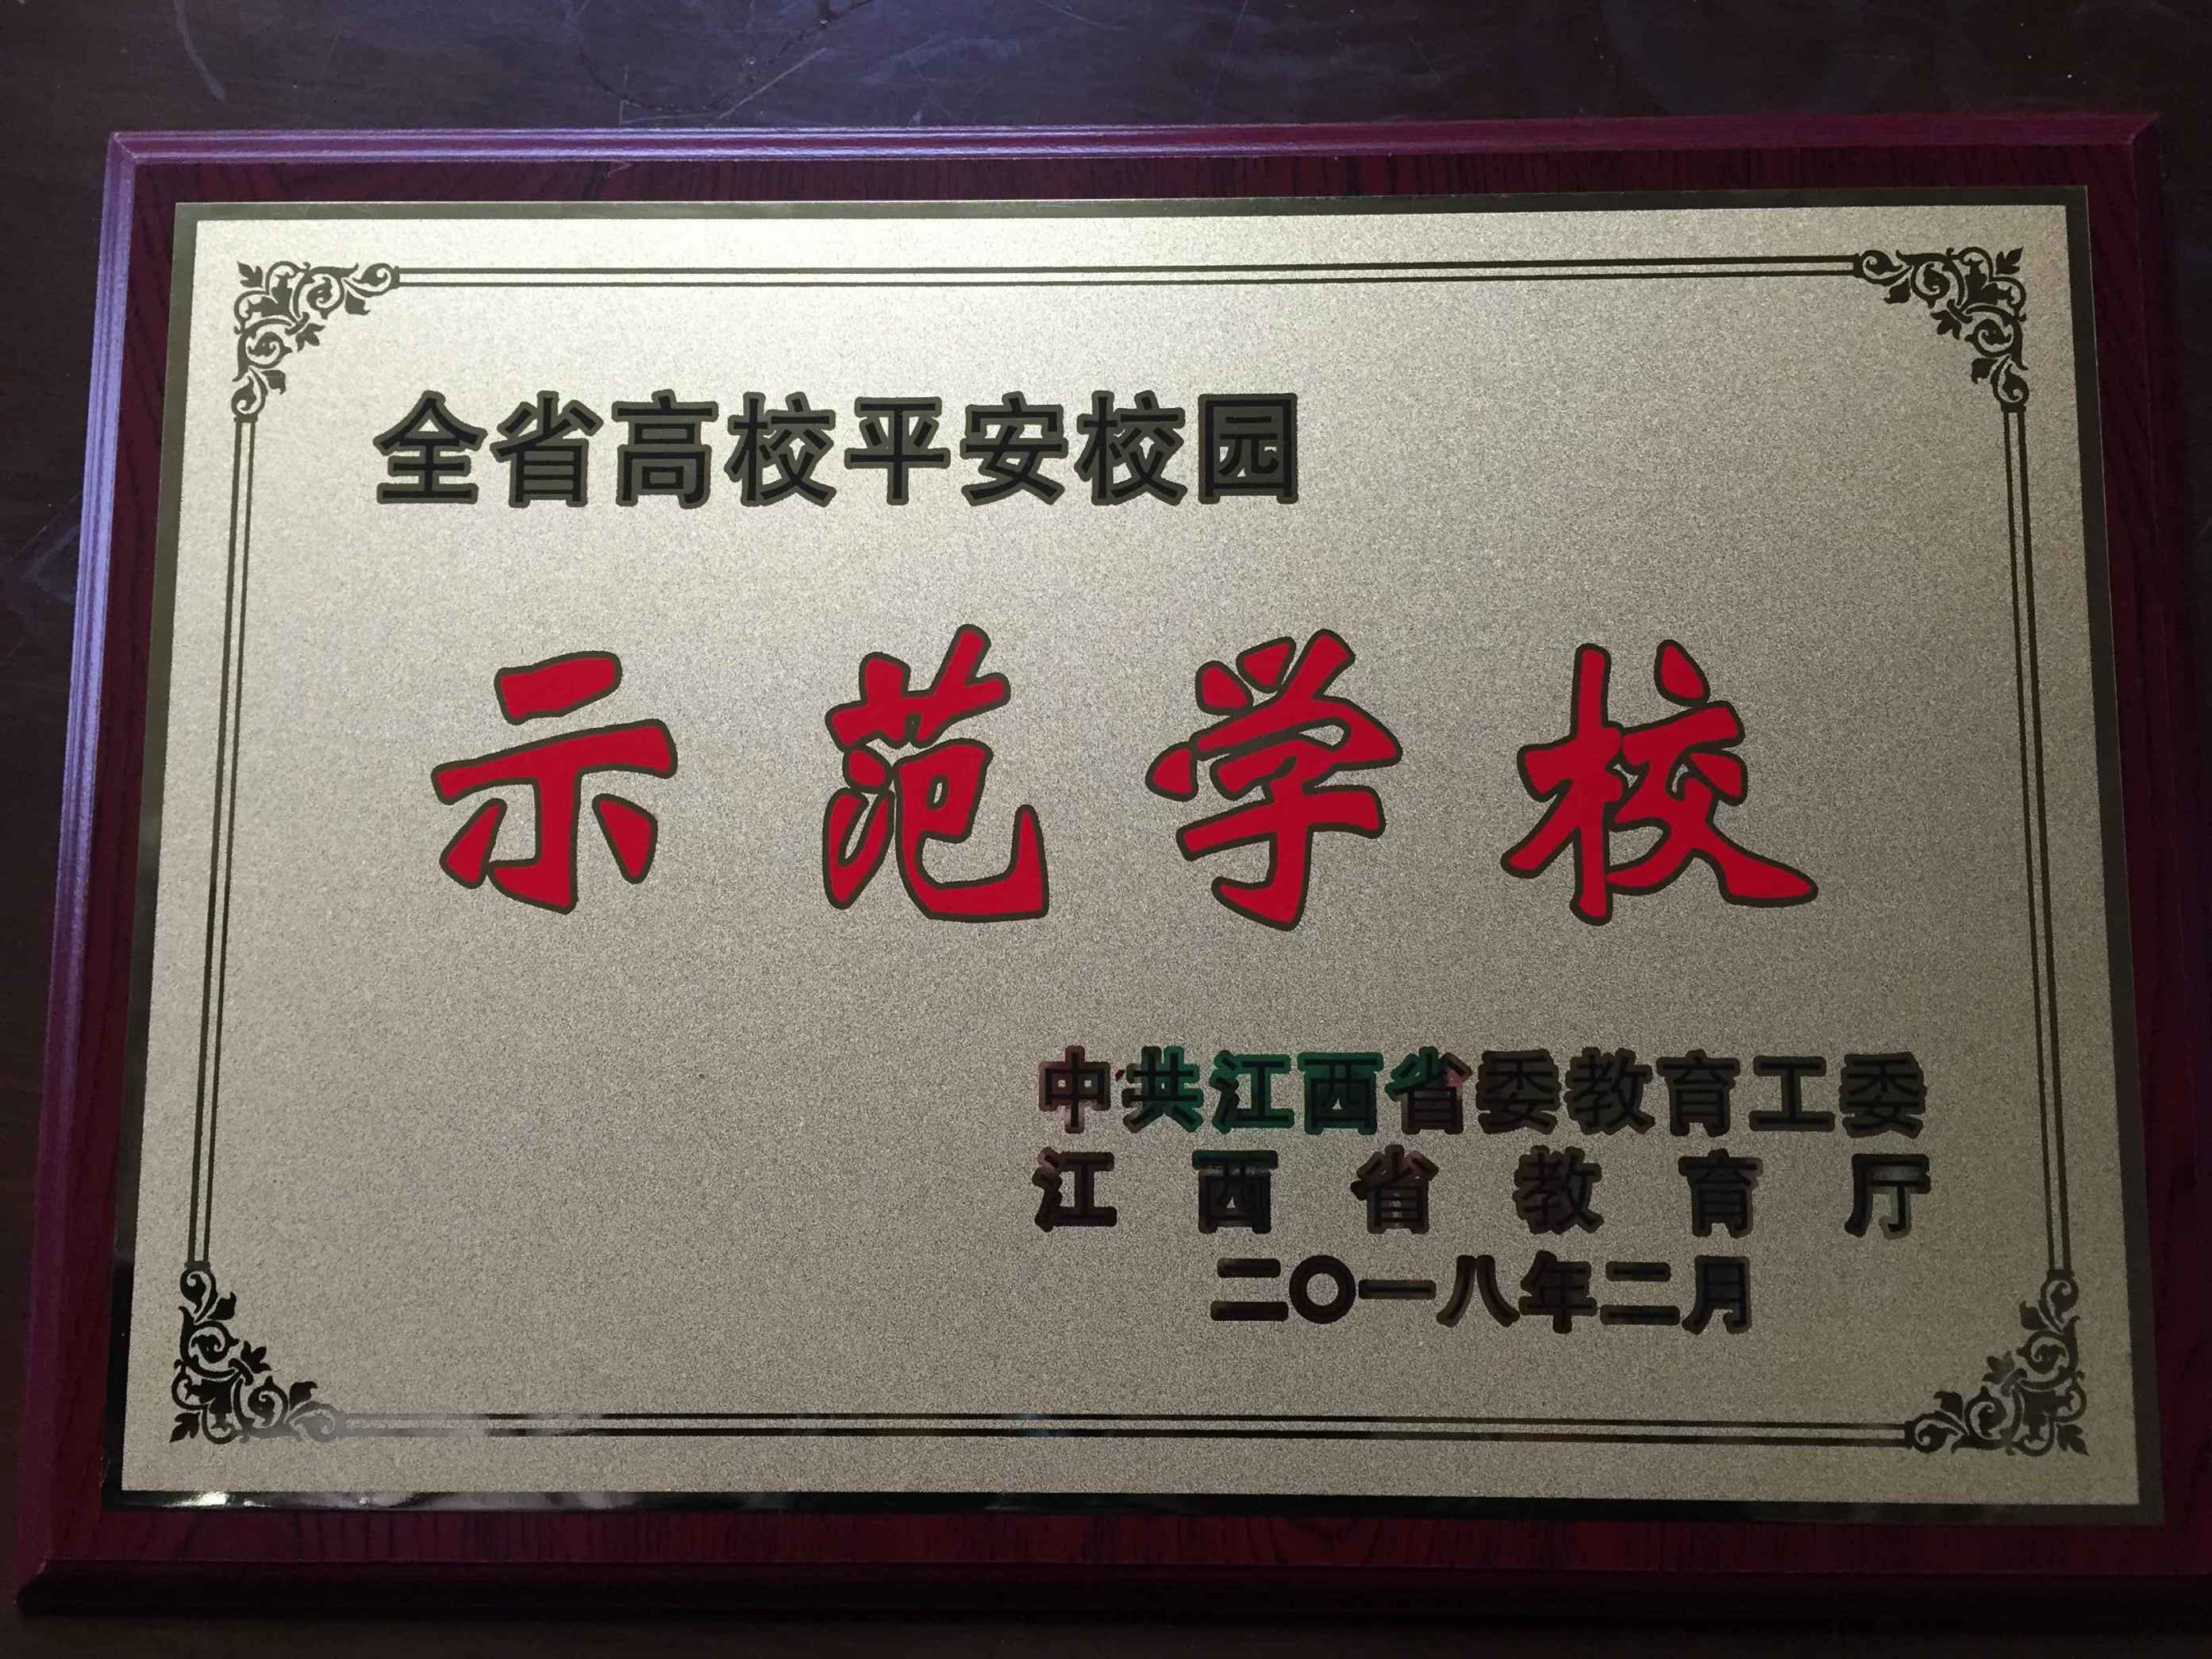 全省高校平安校园
示范学校
中共江西省委教育工委
江西省教育厅
二〇一八年二月